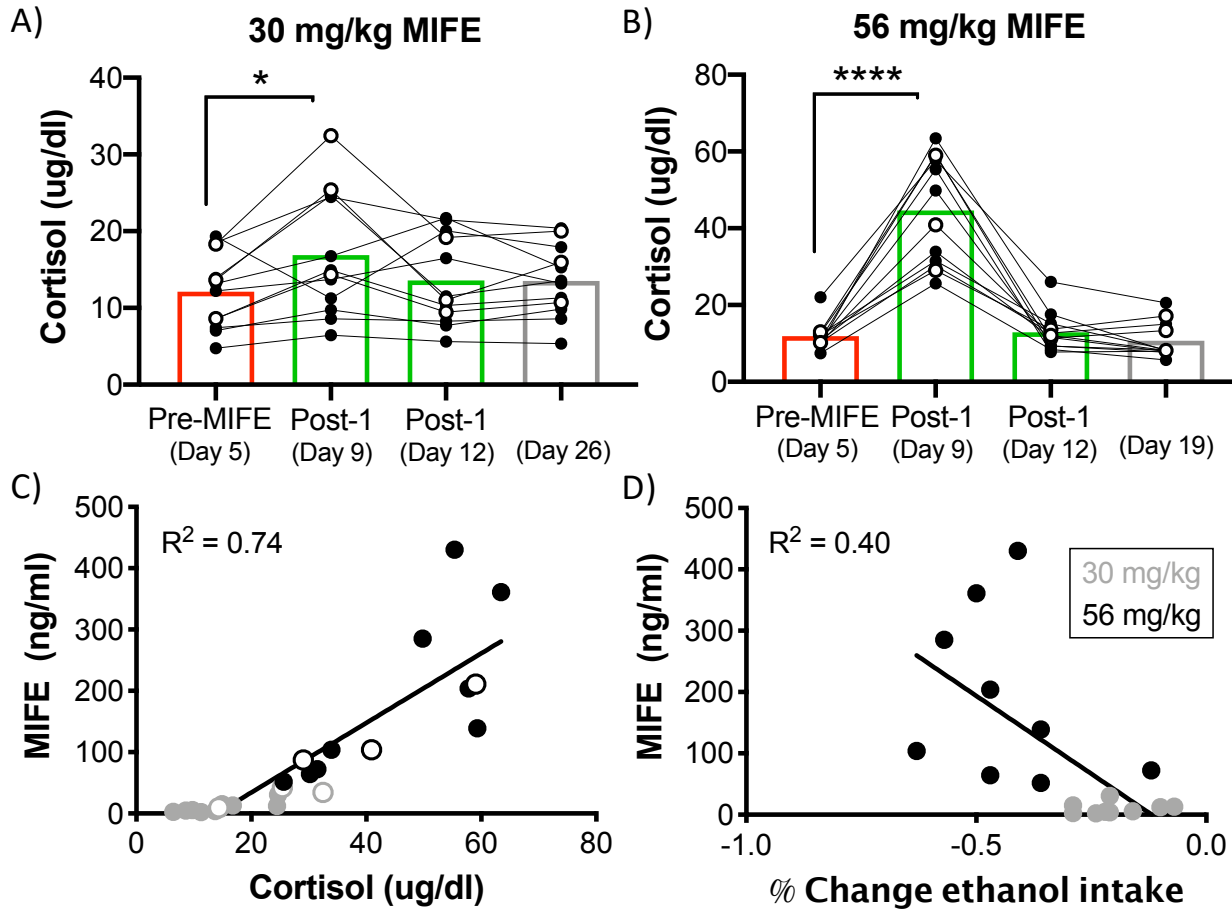 A)
30 mg/kg MIFE
*
Cortisol (ug/dl)
40
30
20
10
0
Pre-MIFE
(Day 5)
Post-1
(Day 9)
Post-1
(Day 12)
(Day 26)
B)
56 mg/kg MIFE
****
Cortisol (ug/dl)
80
60
40
20
0
Pre-MIFE
(Day 5)
Post-1
(Day 9)
Post-1
(Day 12)
(Day 19)
C)
R² = 0.74
MIFE (ng/ml)
500
400
300
200
100
0
0 20 40 60 80
Cortisol (ug/dl)
D)
R² = 0.40
30 mg/kg
56 mg/kg
MIFE (ng/ml)
500
400
300
200
100
0
-1.0 -0.5 0.0
% Change ethanol intake